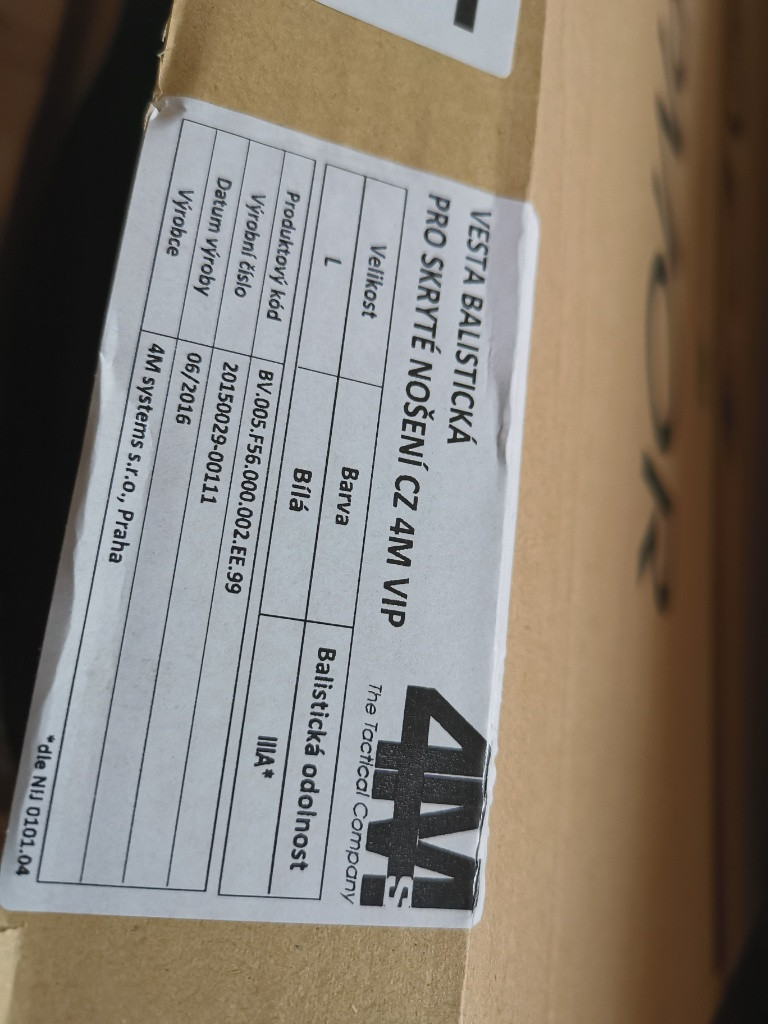 VESTA BALISTICKÁ
PRO SKRYTÉ NOŠENÍ CZ 4M VIP
4Ms
The Tactical Company
Velikost Barva Balistická odolnost
L Bílá IIIA*
Produktový kód BV.005.F56.000.002.EE.99
Výrobní číslo 20150029-00111
Datum výroby 06/2016
Výrobce 4M systems s.r.o., Praha
*dle NIJ 0101.04